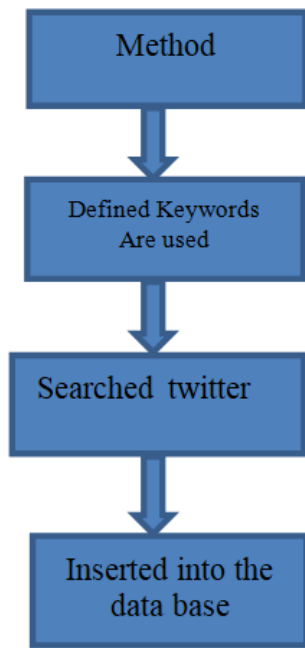 Method
Defined Keywords
Are used
Searched twitter
Inserted into the
data base